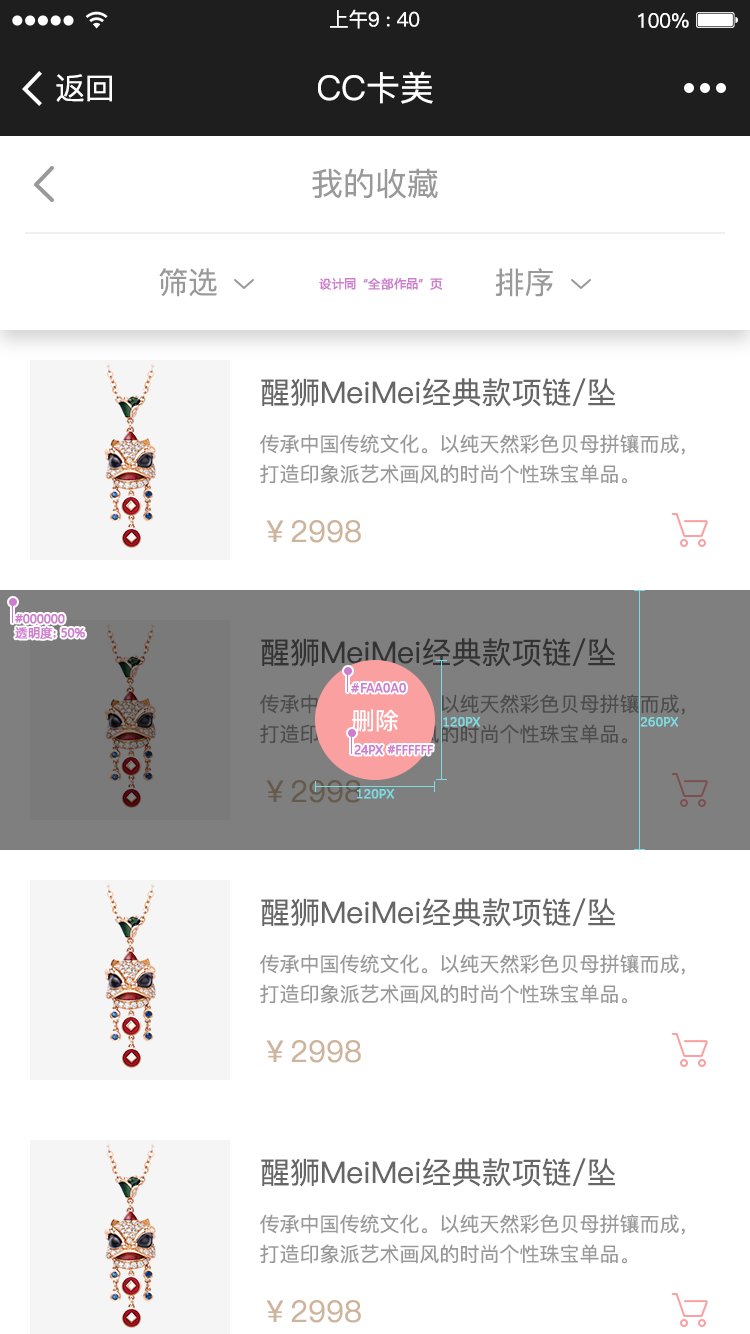 上午9 : 40
100%
返回
CC卡美
我的收藏
筛选
设计同“全部作品”页
排序
醒狮MeiMei经典款项链/坠
传承中国传统文化。以纯天然彩色贝母拼镶而成，
打造印象派艺术画风的时尚个性珠宝单品。
¥ 2998
#000000
透明度: 50%
醒狮MeiMei经典款项链/坠
#FAA0A0
传承中
以纯天然彩色贝母拼镶而成，
删除
120PX
260PX
打造印
的时尚个性珠宝单品。
24PX #FFFFFF
¥ 2998
120PX
醒狮MeiMei经典款项链/坠
传承中国传统文化。以纯天然彩色贝母拼镶而成，
打造印象派艺术画风的时尚个性珠宝单品。
¥ 2998
醒狮MeiMei经典款项链/坠
传承中国传统文化。以纯天然彩色贝母拼镶而成，
打造印象派艺术画风的时尚个性珠宝单品。
¥ 2998